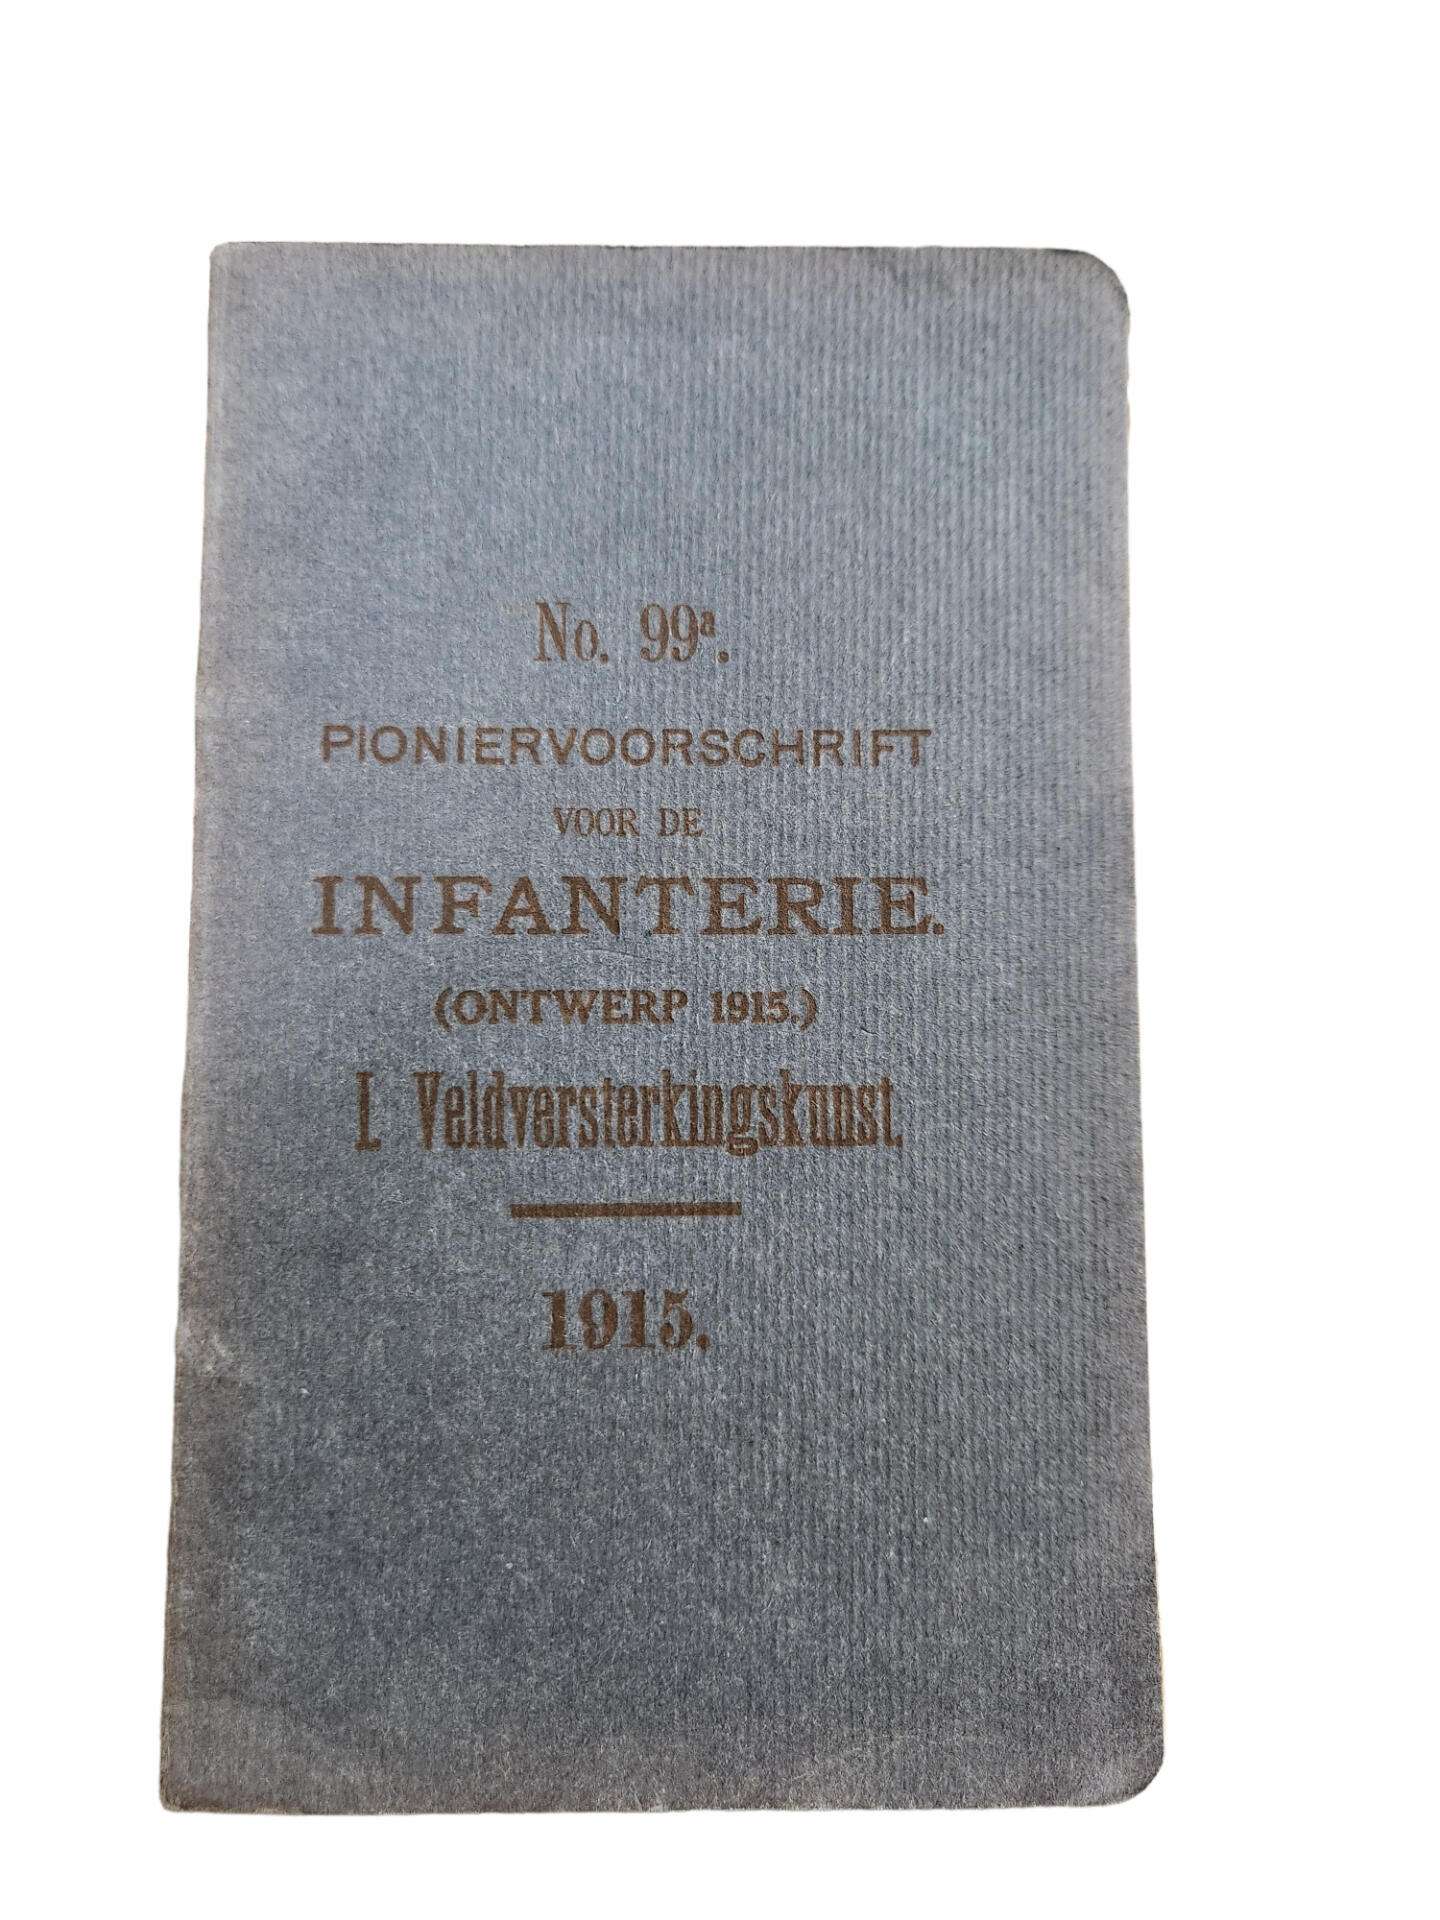 No. 99ª.
PIONIERVOORSCHRIFT
VOOR DE
INFANTERIE.
(ONTWERP 1915.)
I. Veldversterkingskunst.
1915.